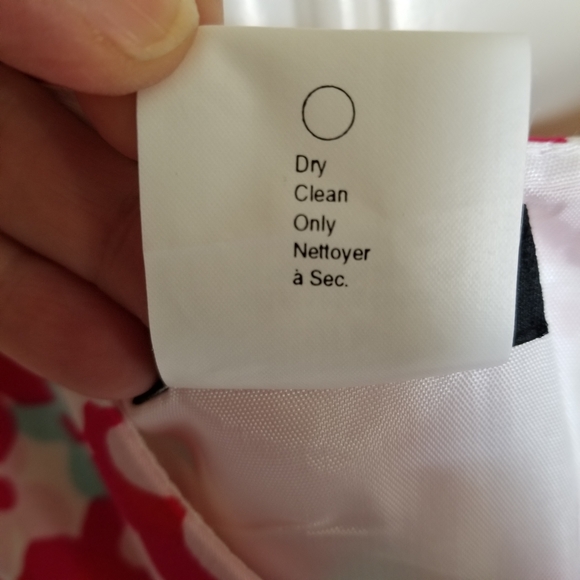 Dry
Clean
Only
Nettoyer
à Sec.